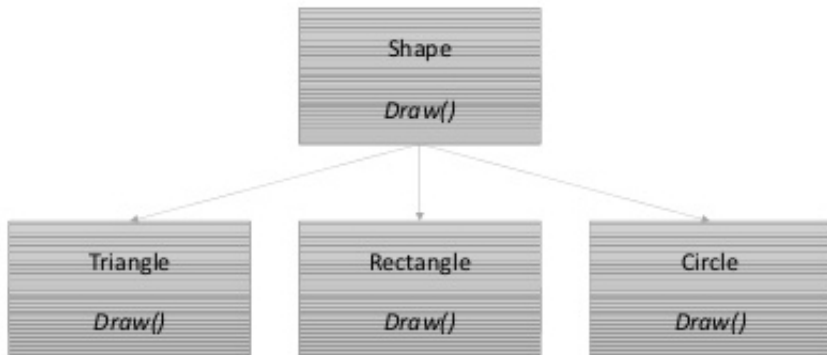 Shape
Draw()
Triangle
Rectangle
Circle
Draw()
Draw()
Draw()